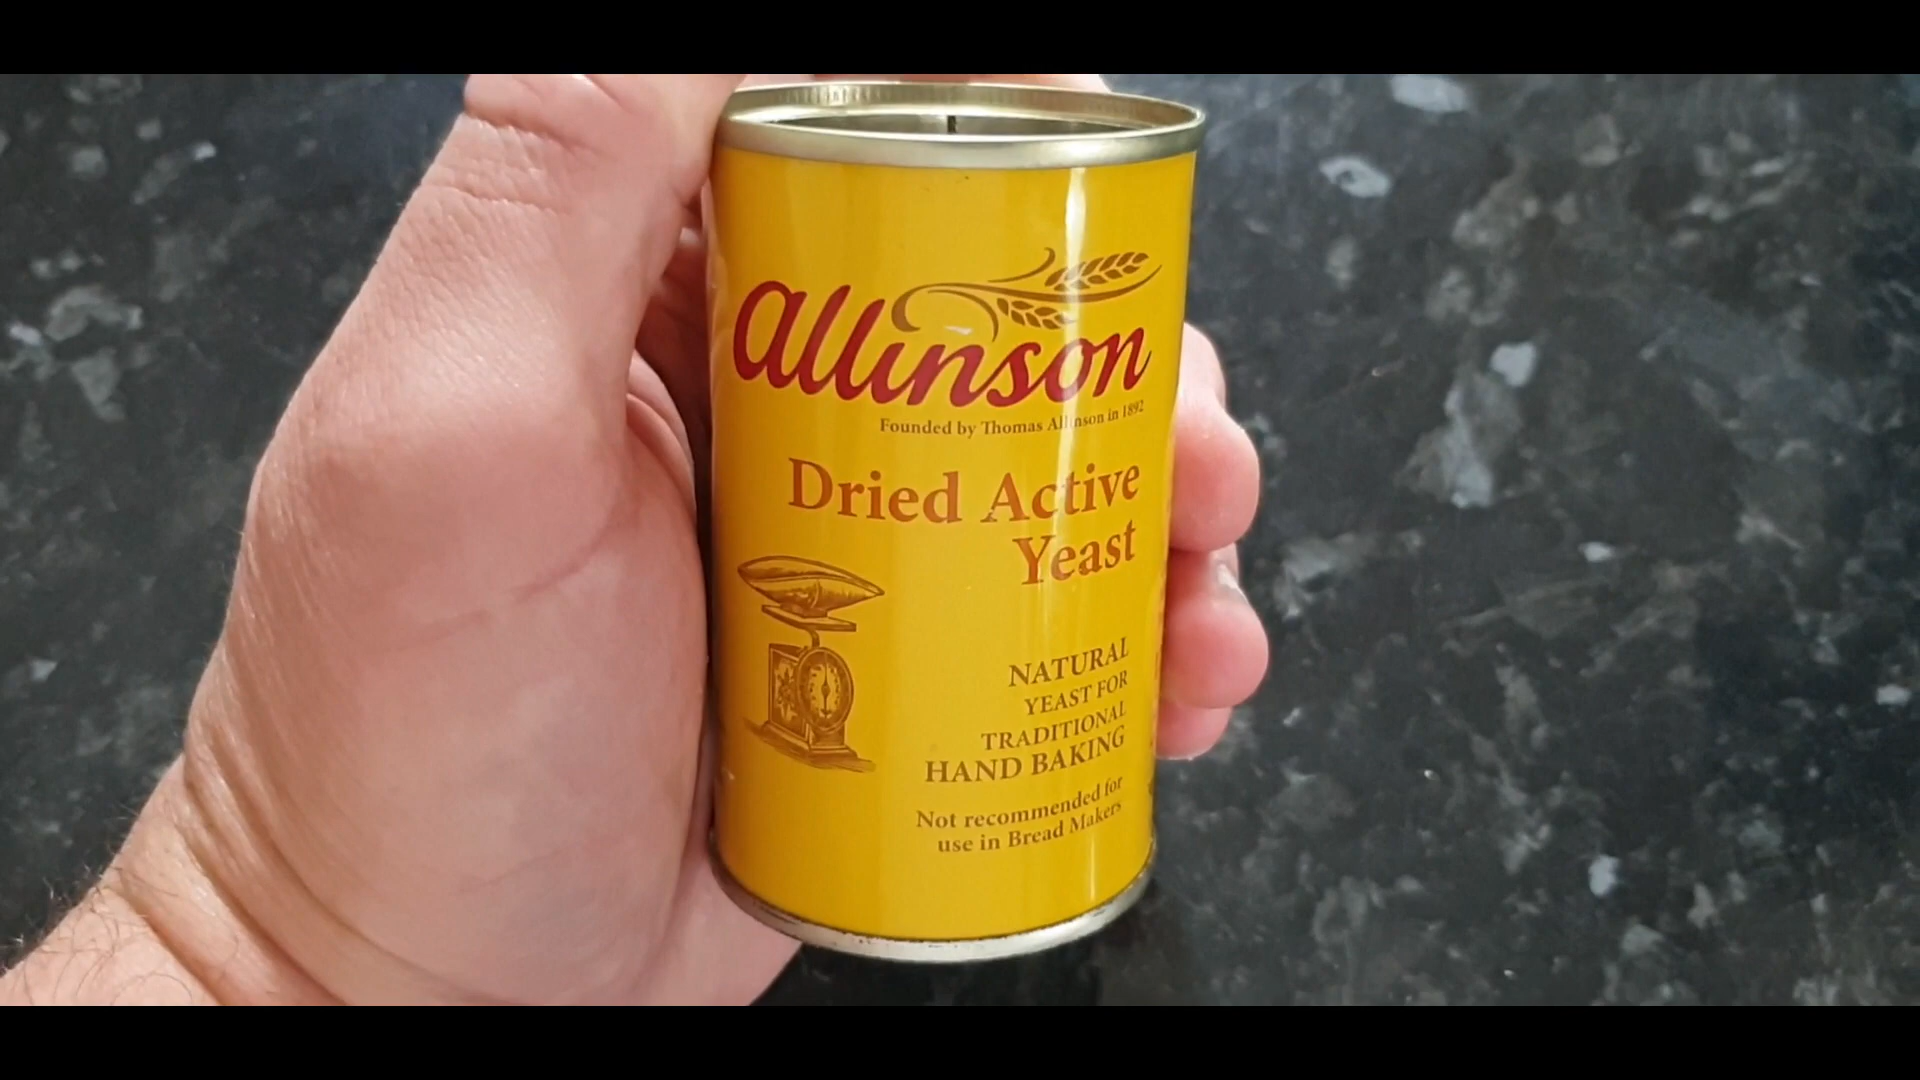 allinson
Founded by Thomas Allinson in 1892
Dried Active
Yeast
NATURAL
YEAST FOR
TRADITIONAL
HAND BAKING
Not recommended for
use in Bread Makers